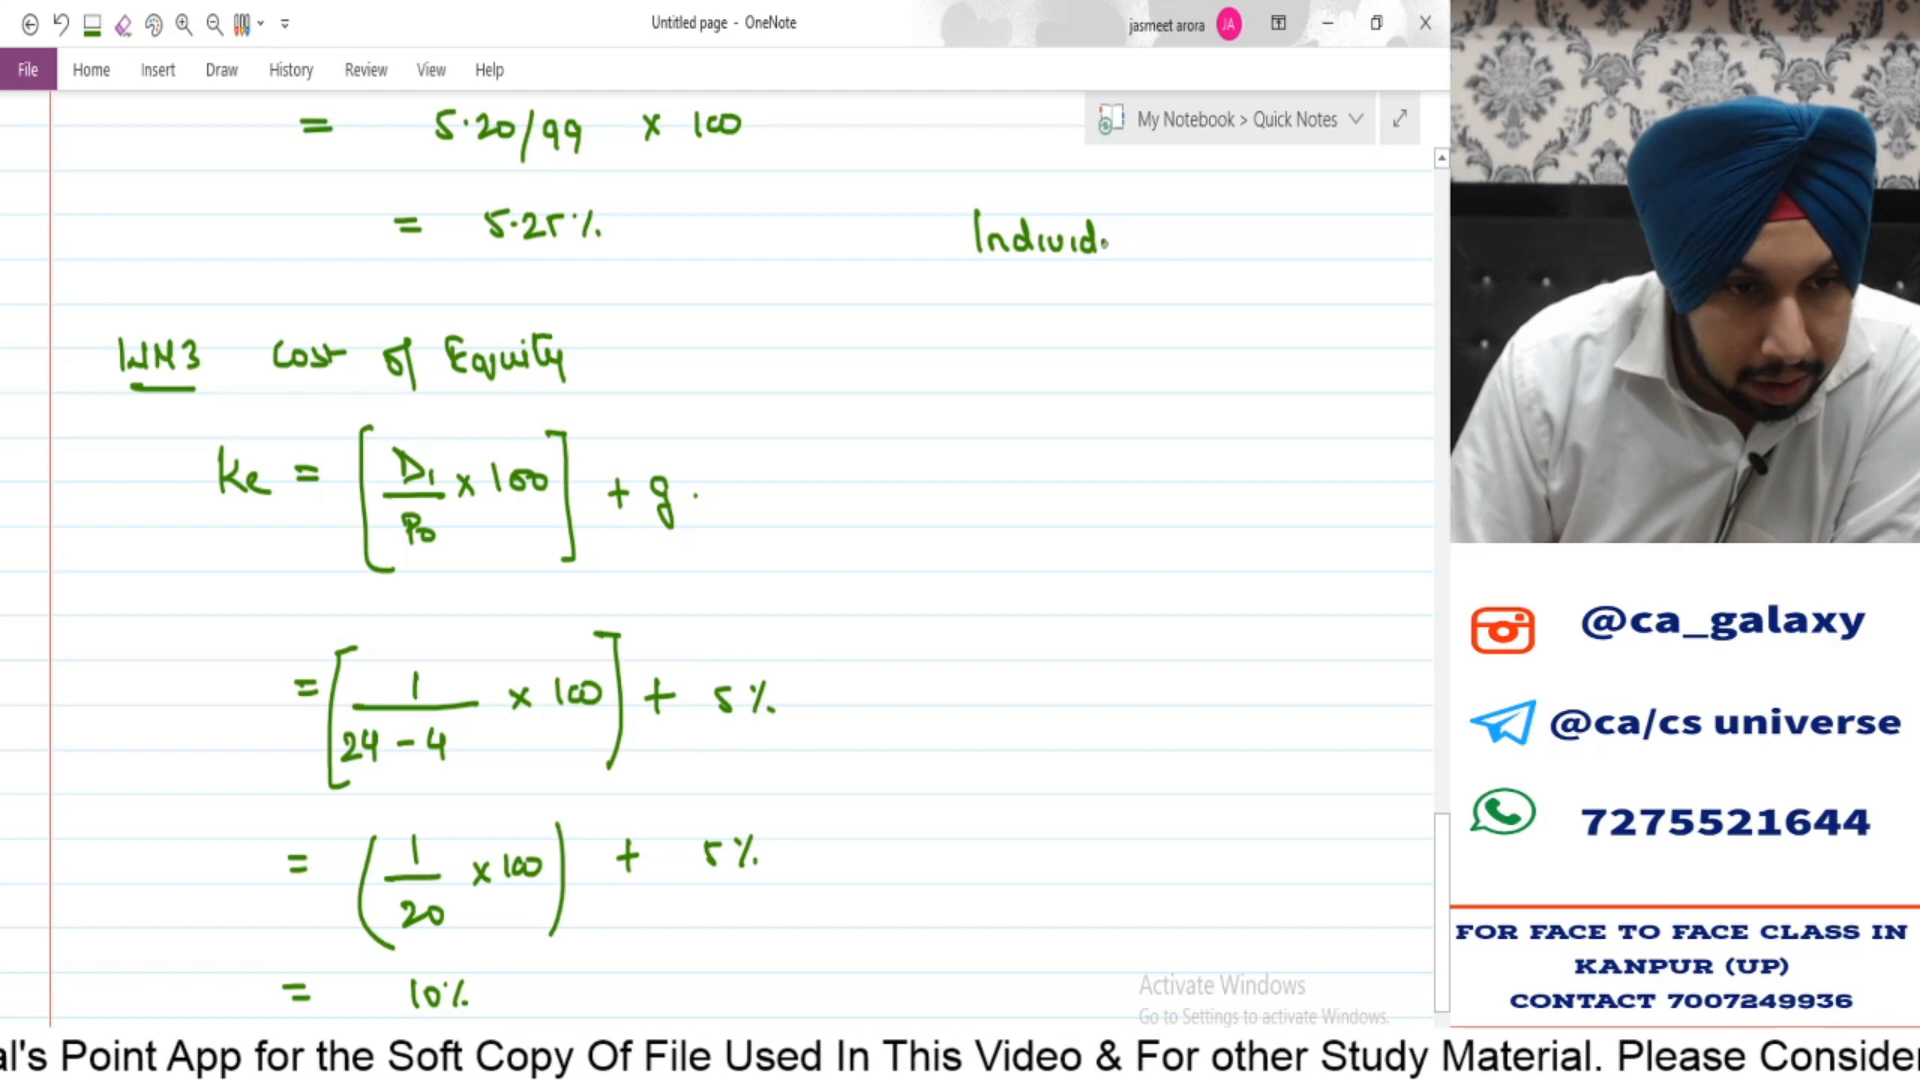 Untitled page - OneNote
jasmeet arora
JA
File Home Insert Draw History Review View Help
My Notebook > Quick Notes
= 5.20/99 x 100
= 5.25%
Individ
WN3 Cost of Equity
Ke = [D1/P0 x 100] + g
= [1/24 - 4 x 100] + 5%
= (1/20 x 100) + 5%
= 10%
Activate Windows
Go to Settings to activate Windows.
@ca_galaxy
@ca/cs universe
7275521644
FOR FACE TO FACE CLASS IN
KANPUR (UP)
CONTACT 7007249936
al's Point App for the Soft Copy Of File Used In This Video & For other Study Material. Please Consider